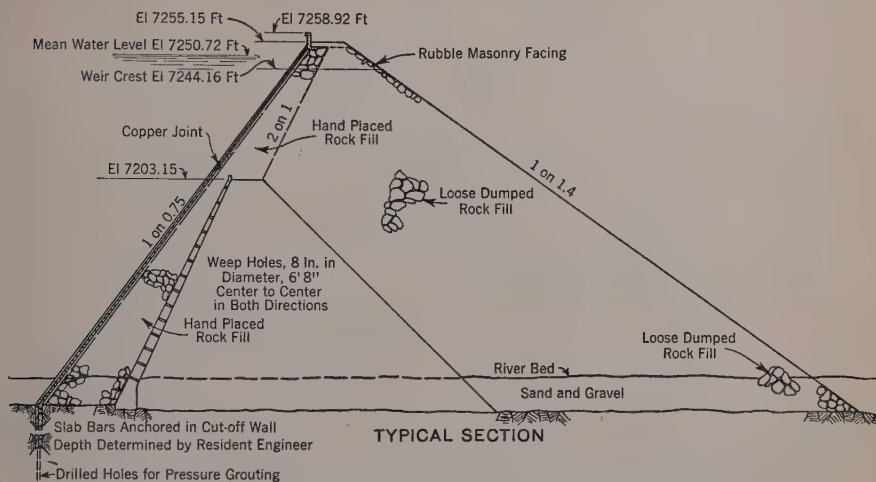 El 7255.15 Ft
El 7258.92 Ft
Mean Water Level El 7250.72 Ft
Weir Crest El 7244.16 Ft
Rubble Masonry Facing
2 on 1
Hand Placed
Rock Fill
Copper Joint
El 7203.15
1 on 0.75
1 on 1.4
Loose Dumped
Rock Fill
Weep Holes, 8 In. in
Diameter, 6'8"
Center to Center
in Both Directions
Hand Placed
Rock Fill
Loose Dumped
Rock Fill
River Bed
Sand and Gravel
Slab Bars Anchored in Cut-off Wall
Depth Determined by Resident Engineer
TYPICAL SECTION
Drilled Holes for Pressure Grouting